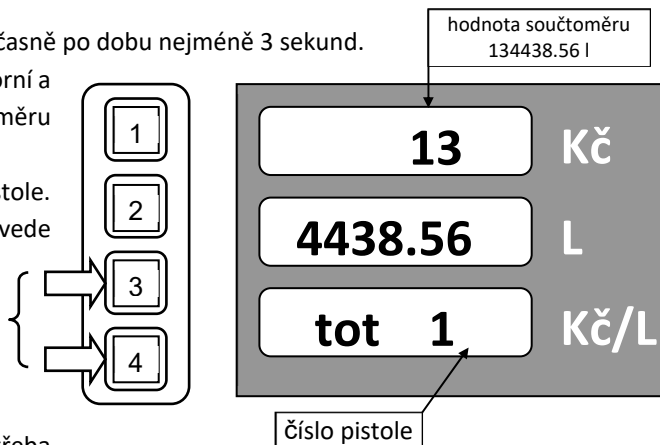 hodnota součtoměru
134438.56 l
časně po dobu nejméně 3 sekund.
orní a
měru
stole.
vede
1
2
3
4
13 Kč
4438.56 L
tot 1 Kč/L
číslo pistole